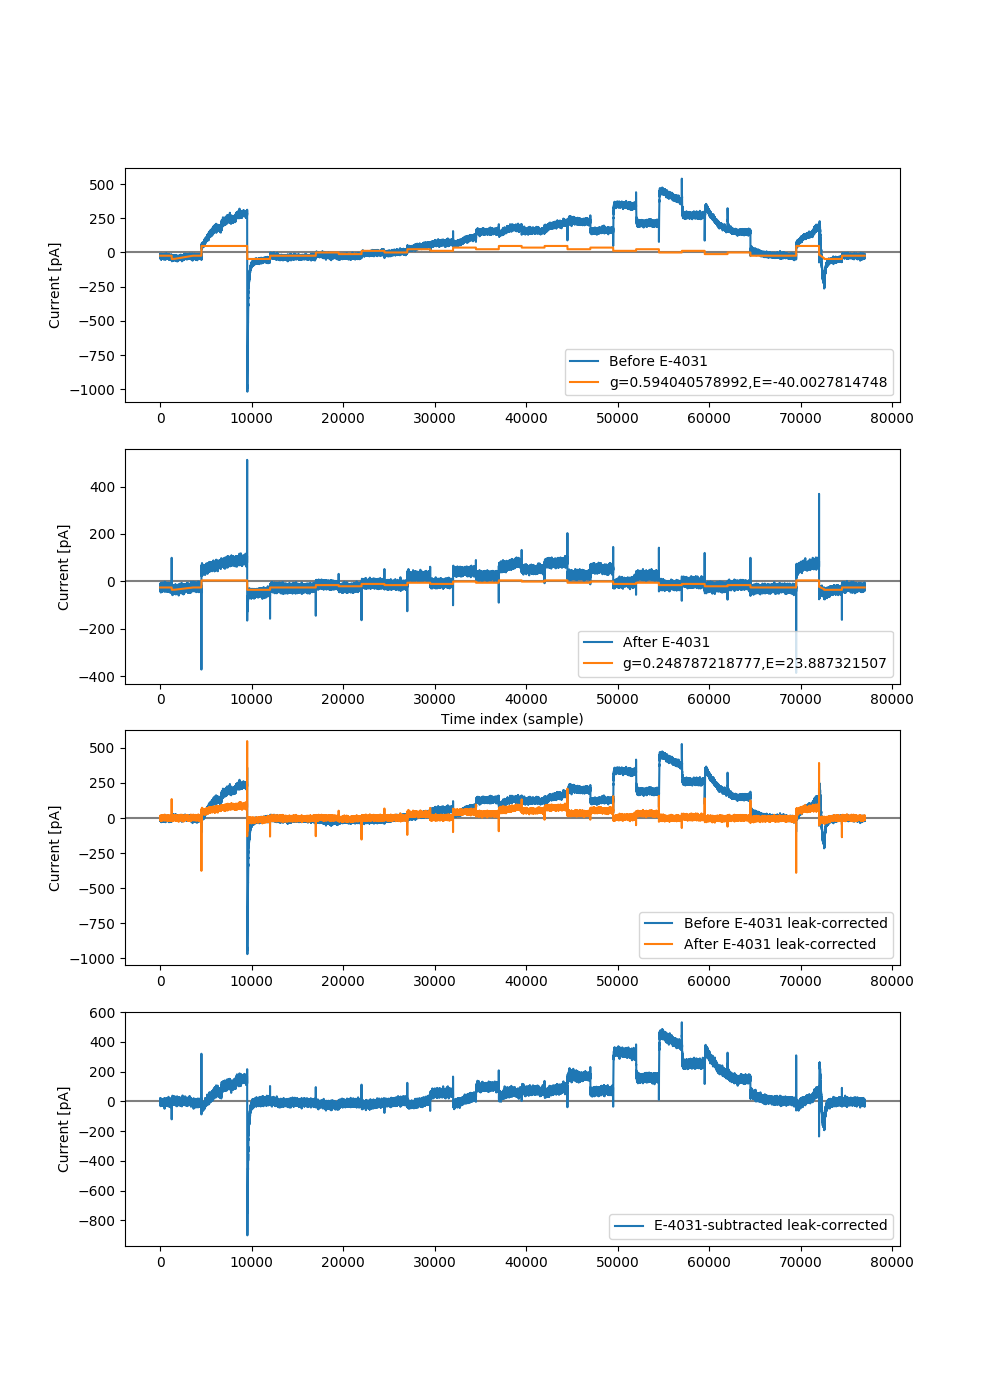 500
250
0
−250
−500
−750
−1000
Current [pA]
Before E-4031
g=0.594040578992,E=-40.0027814748
0 10000 20000 30000 40000 50000 60000 70000 80000
400
200
0
−200
−400
Current [pA]
After E-4031
g=0.248787218777,E=23.887321507
0 10000 20000 30000 40000 50000 60000 70000 80000
Time index (sample)
500
250
0
−250
−500
−750
−1000
Current [pA]
Before E-4031 leak-corrected
After E-4031 leak-corrected
0 10000 20000 30000 40000 50000 60000 70000 80000
600
400
200
0
−200
−400
−600
−800
Current [pA]
E-4031-subtracted leak-corrected
0 10000 20000 30000 40000 50000 60000 70000 80000